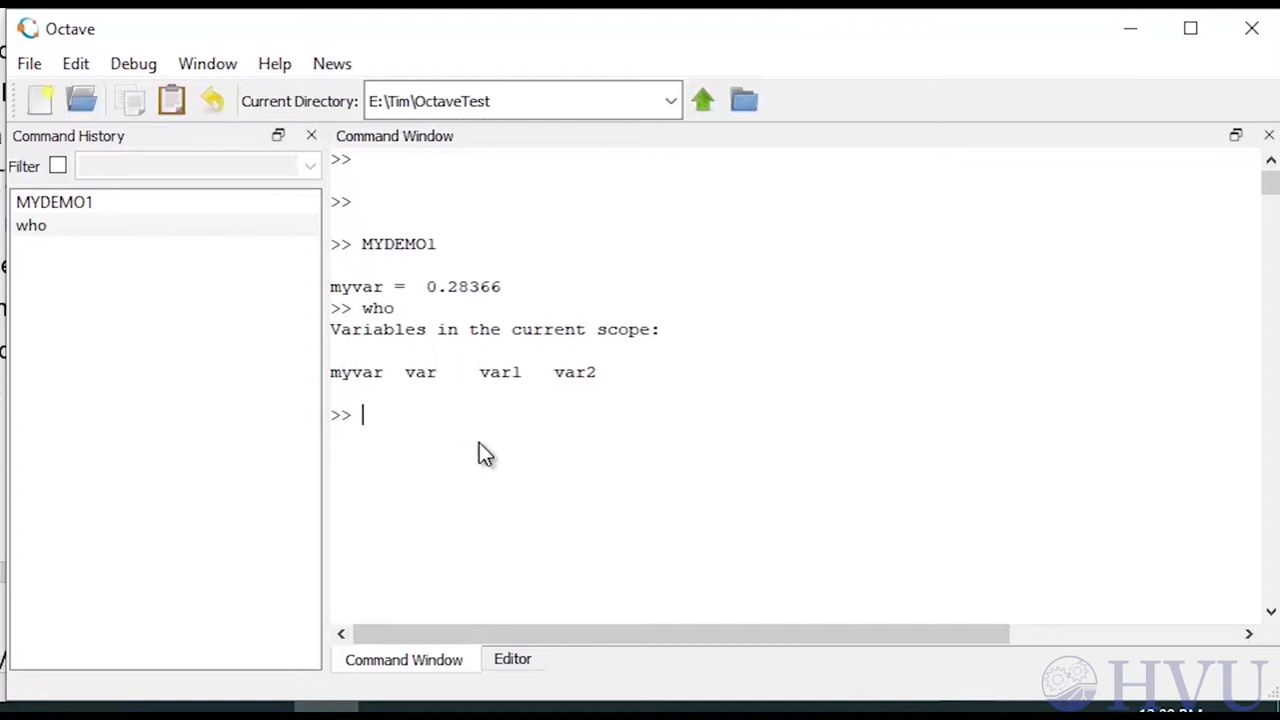 Octave
File Edit Debug Window Help News
Current Directory: E:\Tim\OctaveTest
Command History
Filter
MYDEMO1
who
Command Window
>>
>>
>> MYDEMO1
myvar =  0.28366
>> who
Variables in the current scope:
myvar  var    var1   var2
>>
Command Window Editor
HVU